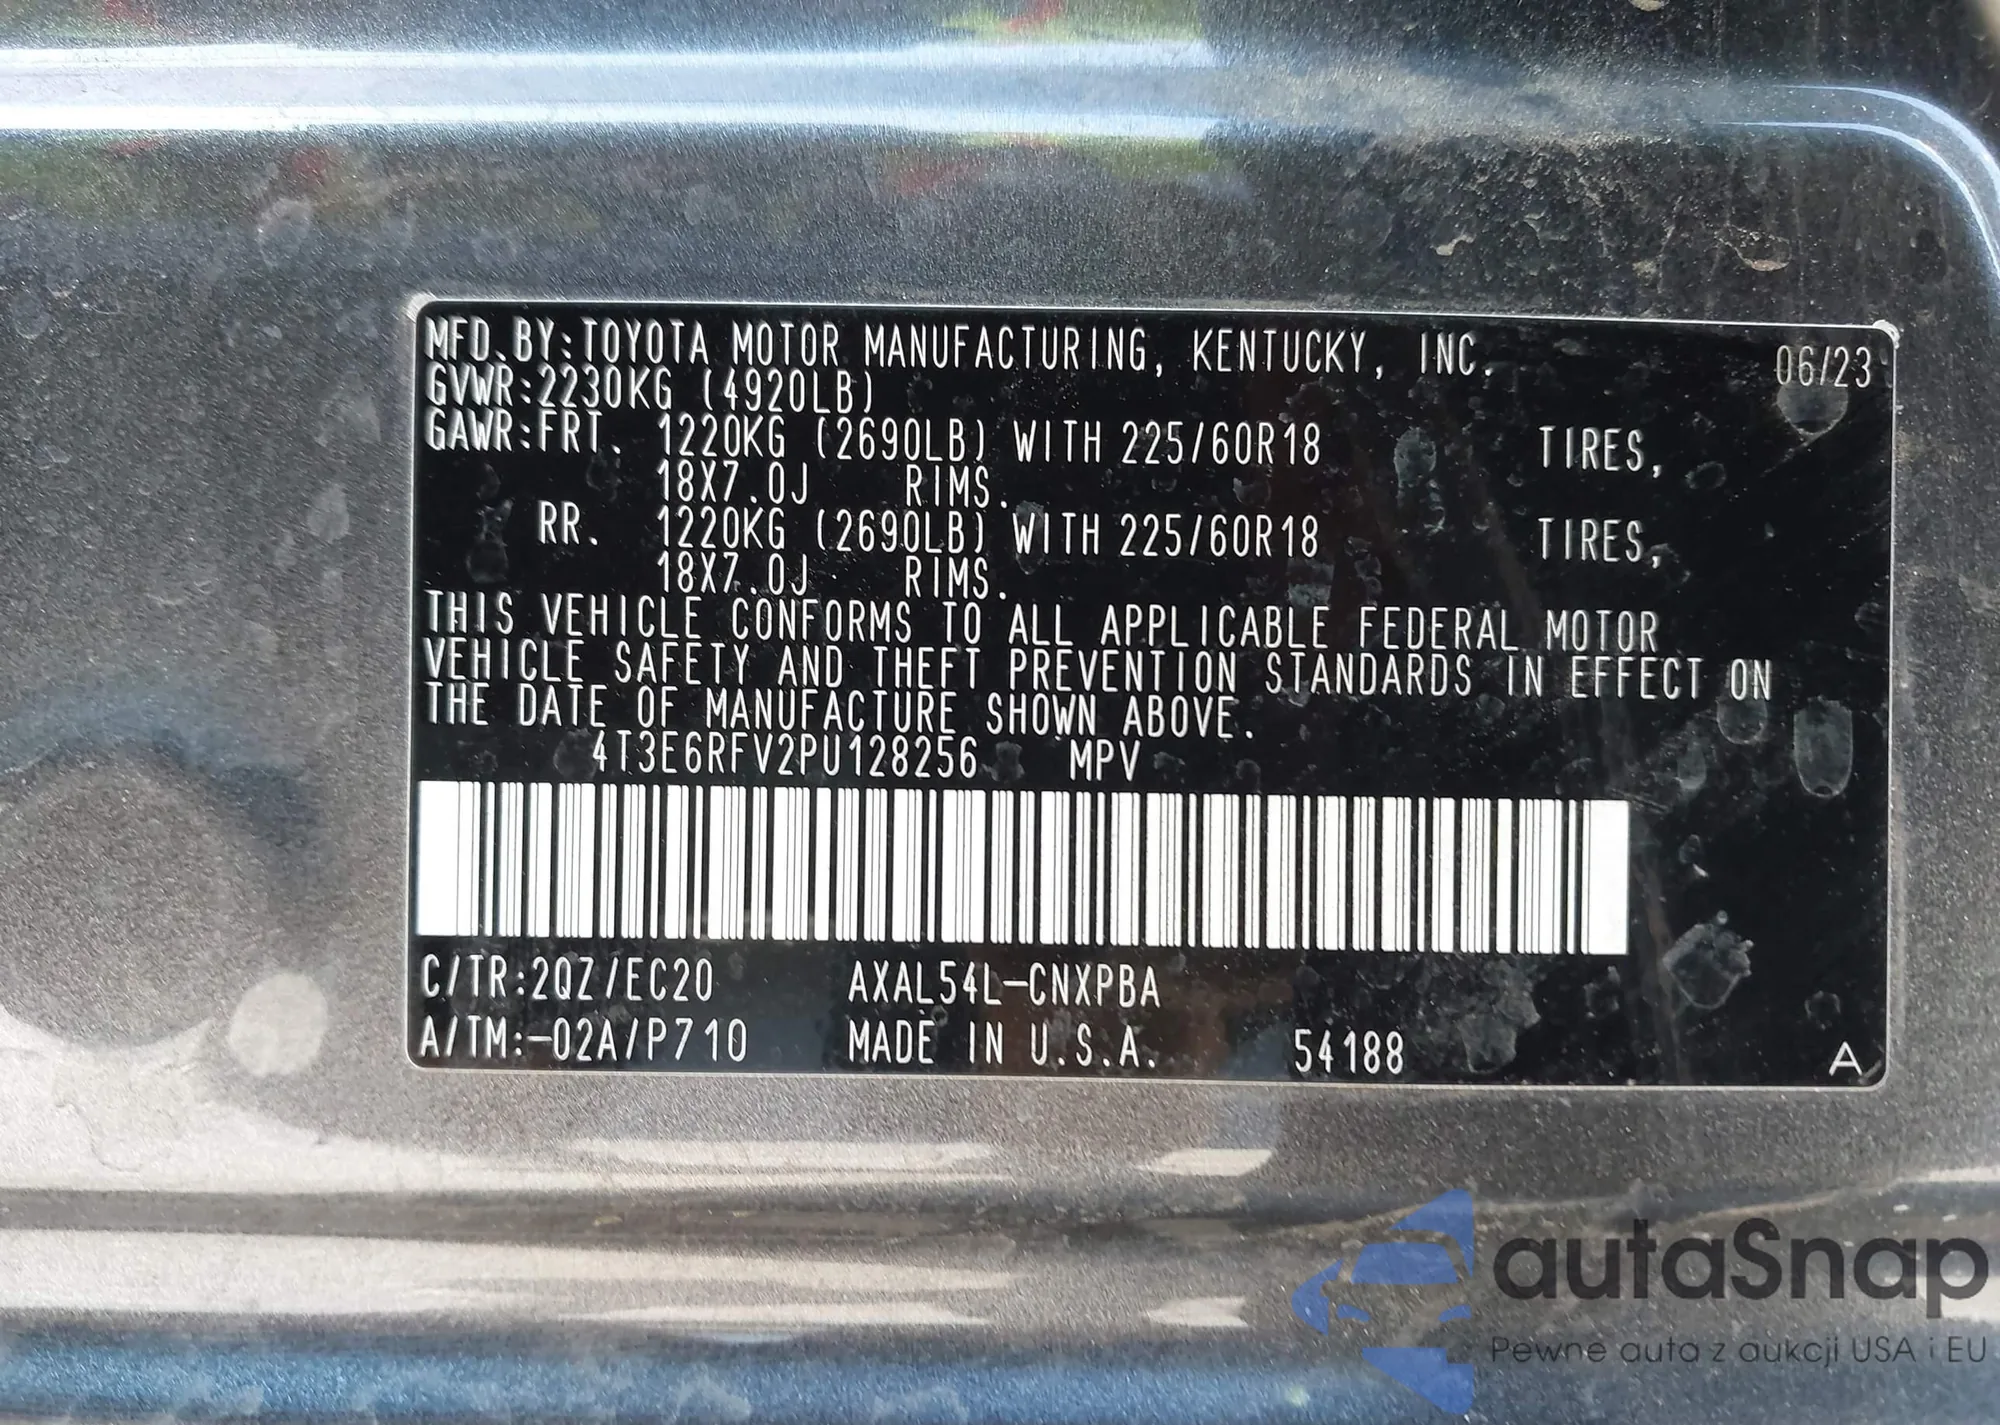 MFD.BY:TOYOTA MOTOR MANUFACTURING, KENTUCKY, INC. 06/23
GVWR:2230KG (4920LB)
GAWR:FRT. 1220KG (2690LB) WITH 225/60R18 TIRES,
18X7.0J RIMS.
RR. 1220KG (2690LB) WITH 225/60R18 TIRES,
18X7.0J RIMS.
THIS VEHICLE CONFORMS TO ALL APPLICABLE FEDERAL MOTOR
VEHICLE SAFETY AND THEFT PREVENTION STANDARDS IN EFFECT ON
THE DATE OF MANUFACTURE SHOWN ABOVE.
4T3E6RFV2PU128256 MPV
C/TR:2QZ/EC20 AXAL54L-CNXPBA
A/TM:-02A/P710 MADE IN U.S.A. 54188 A
autaSnap
Pewne auta z aukcji USA i EU